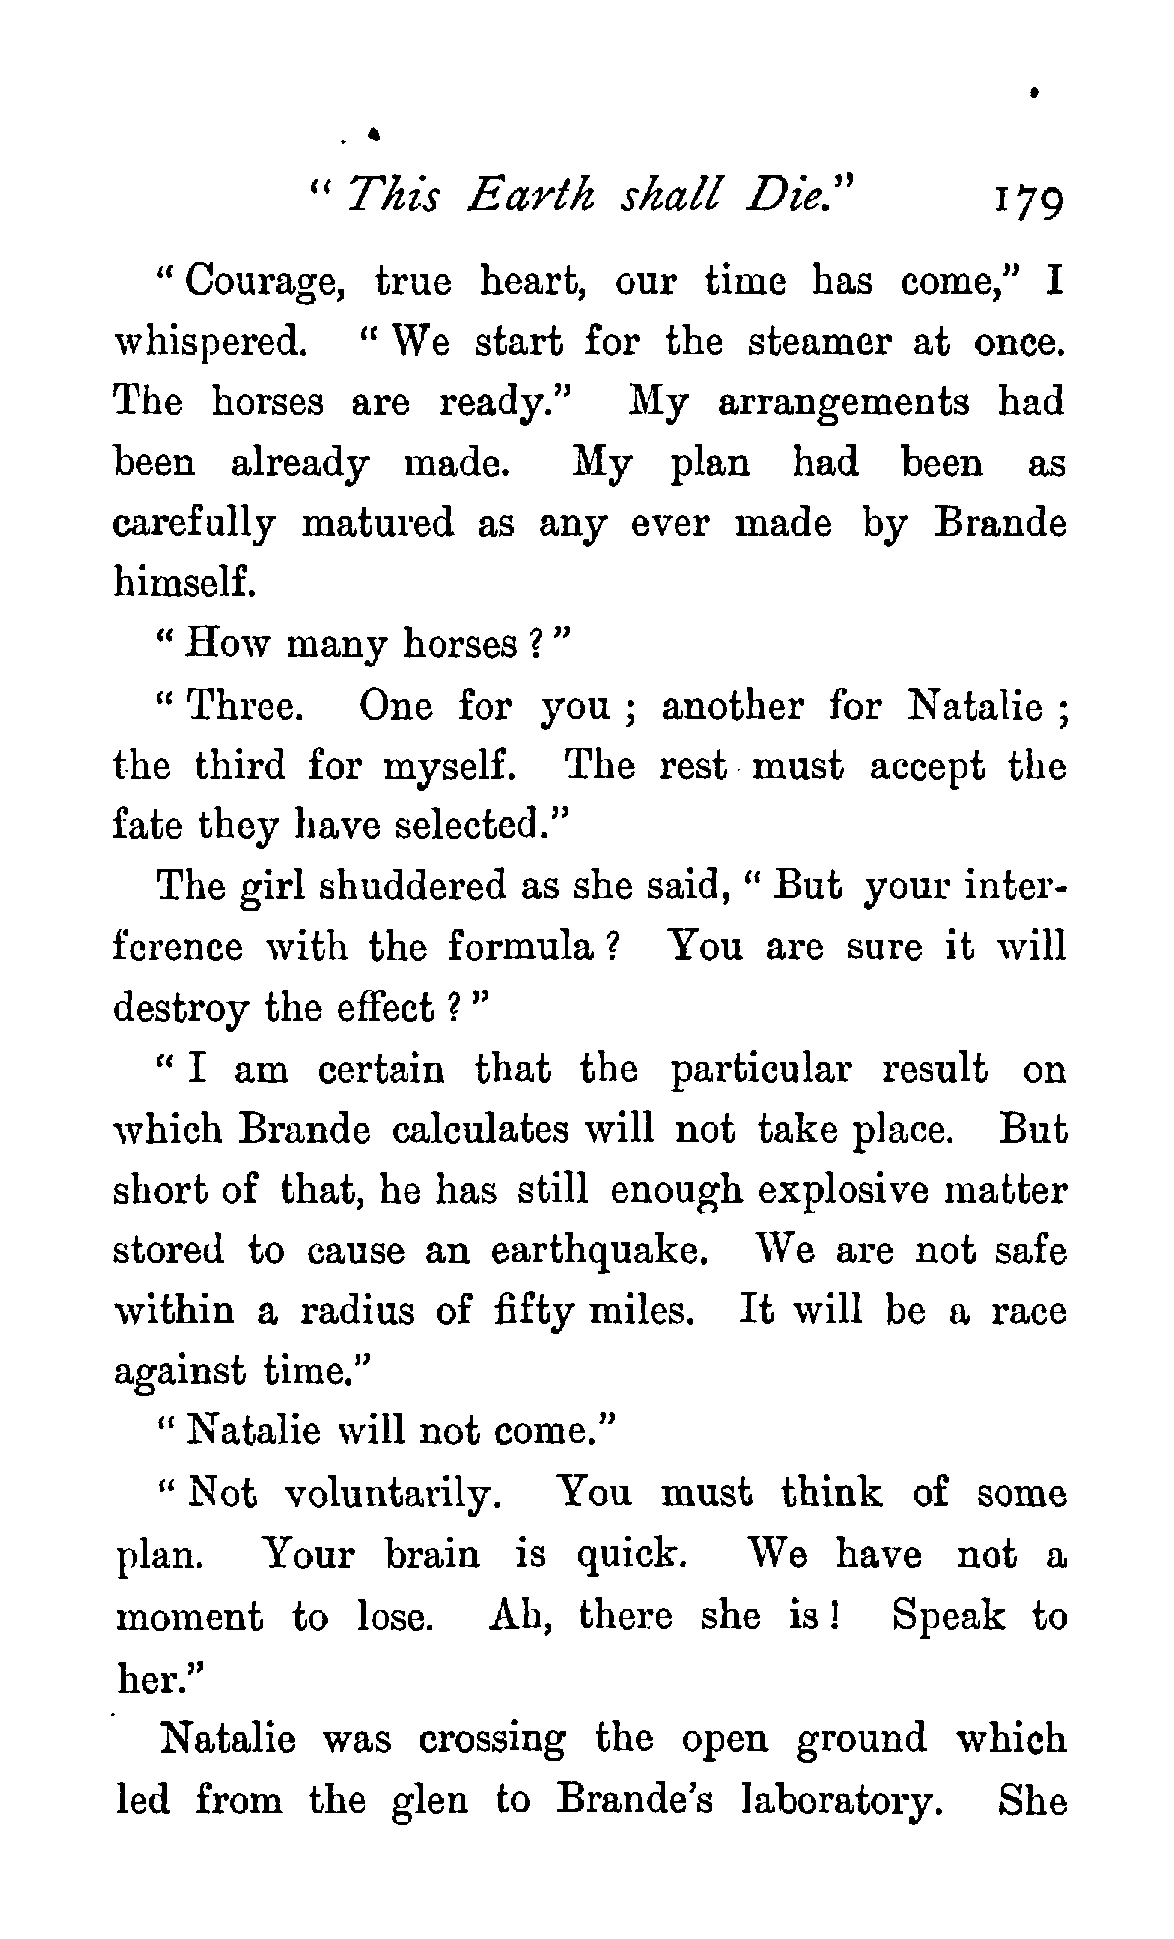 " This Earth shall Die." 179
" Courage, true heart, our time has come," I
whispered. " We start for the steamer at once.
The horses are ready." My arrangements had
been already made. My plan had been as
carefully matured as any ever made by Brande
himself.
" How many horses ? "
" Three. One for you ; another for Natalie ;
the third for myself. The rest must accept the
fate they have selected."
The girl shuddered as she said, " But your inter-
ference with the formula ? You are sure it will
destroy the effect ? "
" I am certain that the particular result on
which Brande calculates will not take place. But
short of that, he has still enough explosive matter
stored to cause an earthquake. We are not safe
within a radius of fifty miles. It will be a race
against time."
" Natalie will not come."
" Not voluntarily. You must think of some
plan. Your brain is quick. We have not a
moment to lose. Ah, there she is ! Speak to
her."
Natalie was crossing the open ground which
led from the glen to Brande's laboratory. She